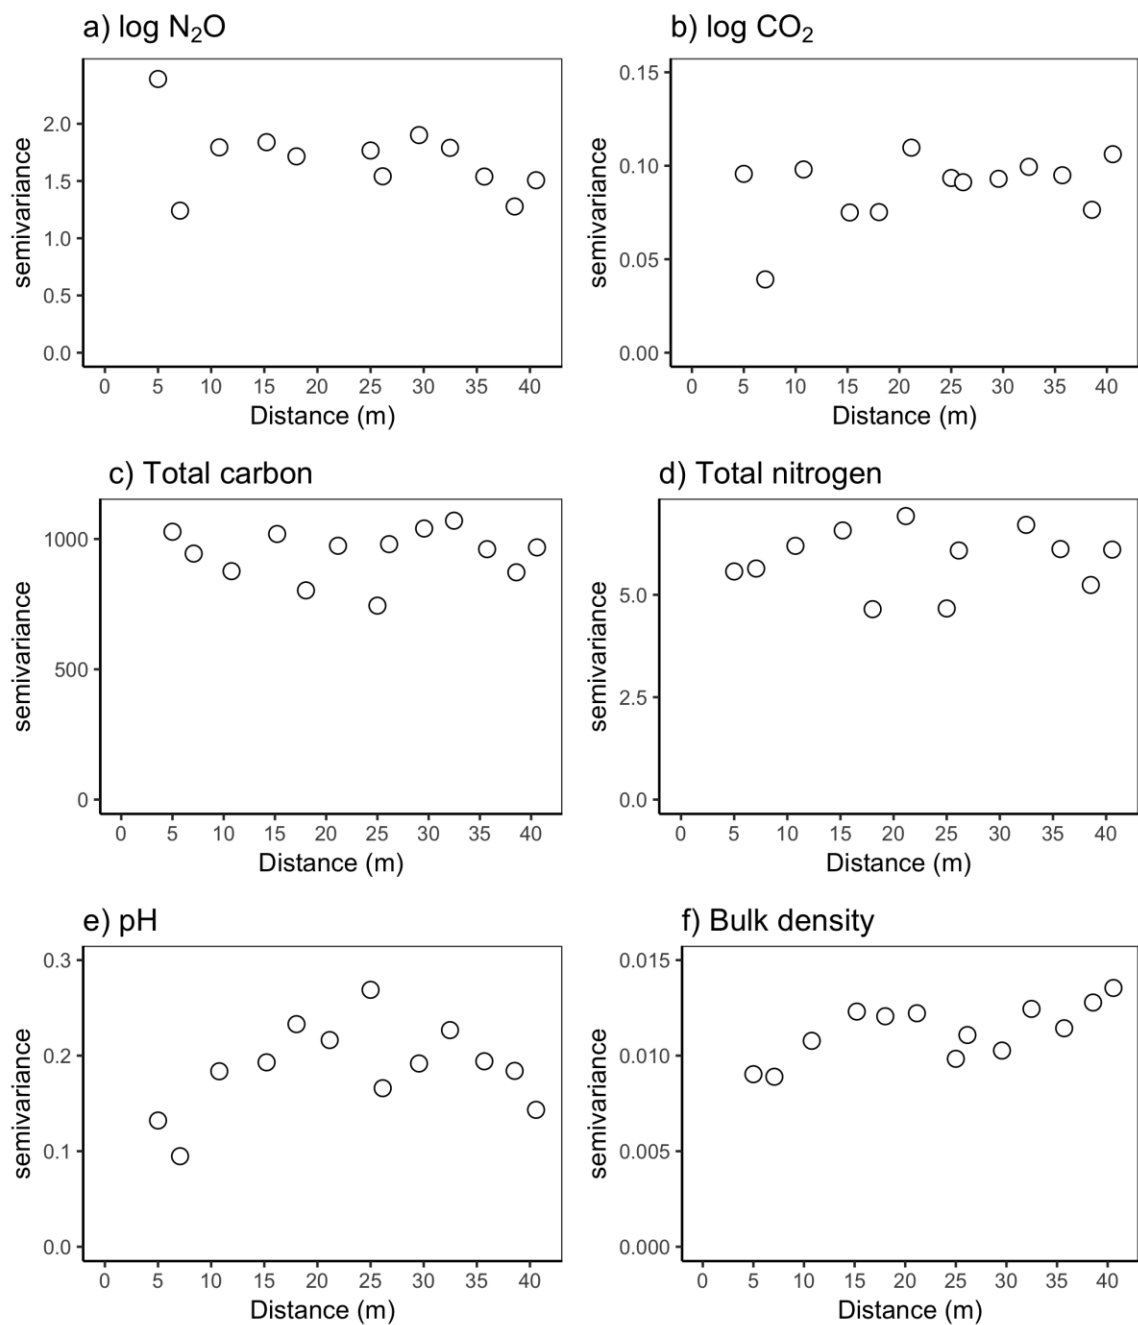 a) log N₂O
semivariance
2.0
1.5
1.0
0.5
0.0
0 5 10 15 20 25 30 35 40
Distance (m)
b) log CO₂
semivariance
0.15
0.10
0.05
0.00
0 5 10 15 20 25 30 35 40
Distance (m)
c) Total carbon
semivariance
1000
500
0
0 5 10 15 20 25 30 35 40
Distance (m)
d) Total nitrogen
semivariance
5.0
2.5
0.0
0 5 10 15 20 25 30 35 40
Distance (m)
e) pH
semivariance
0.3
0.2
0.1
0.0
0 5 10 15 20 25 30 35 40
Distance (m)
f) Bulk density
semivariance
0.015
0.010
0.005
0.000
0 5 10 15 20 25 30 35 40
Distance (m)